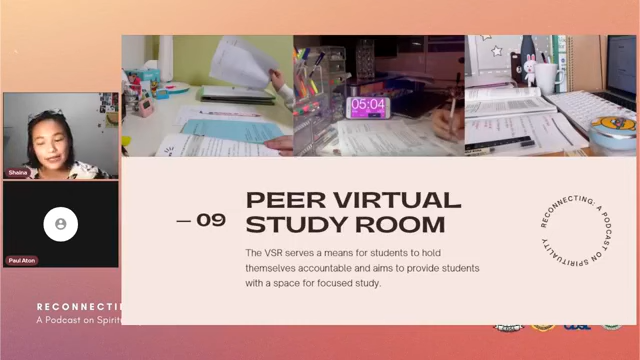 05:04
Shaina
Paul Aton
— 09
PEER VIRTUAL
STUDY ROOM
The VSR serves a means for students to hold
themselves accountable and aims to provide students
with a space for focused study.
RECONNECTING: A PODCAST ON SPIRITUALITY
RECONNECTI
A Podcast on Spirit